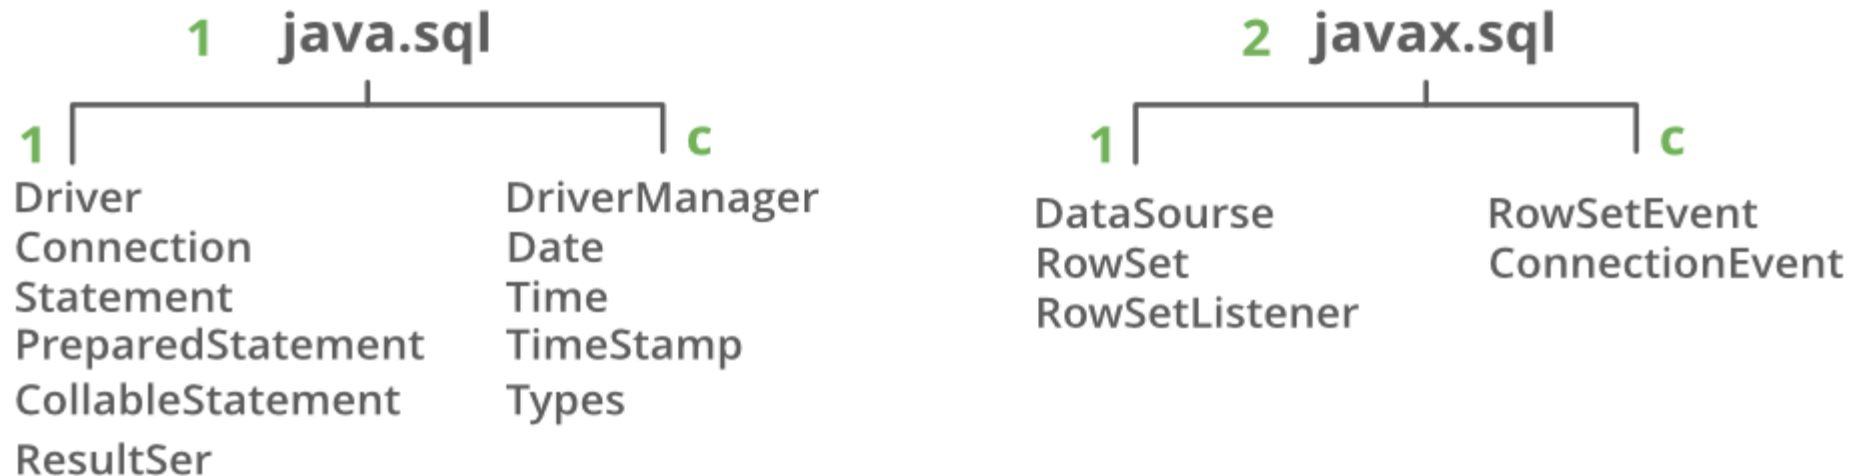 1 java.sql
1
c
Driver
Connection
Statement
PreparedStatement
CollableStatement
ResultSer
DriverManager
Date
Time
TimeStamp
Types
2 javax.sql
1
c
DataSourse
RowSet
RowSetListener
RowSetEvent
ConnectionEvent